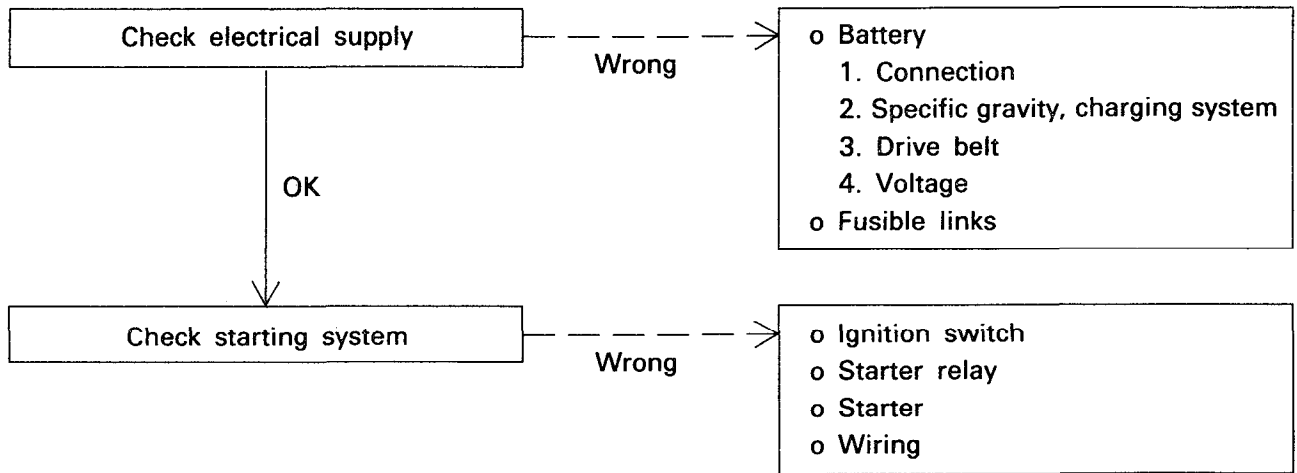 Check electrical supply
Wrong
o Battery
1. Connection
2. Specific gravity, charging system
3. Drive belt
4. Voltage
o Fusible links
OK
Check starting system
Wrong
o Ignition switch
o Starter relay
o Starter
o Wiring